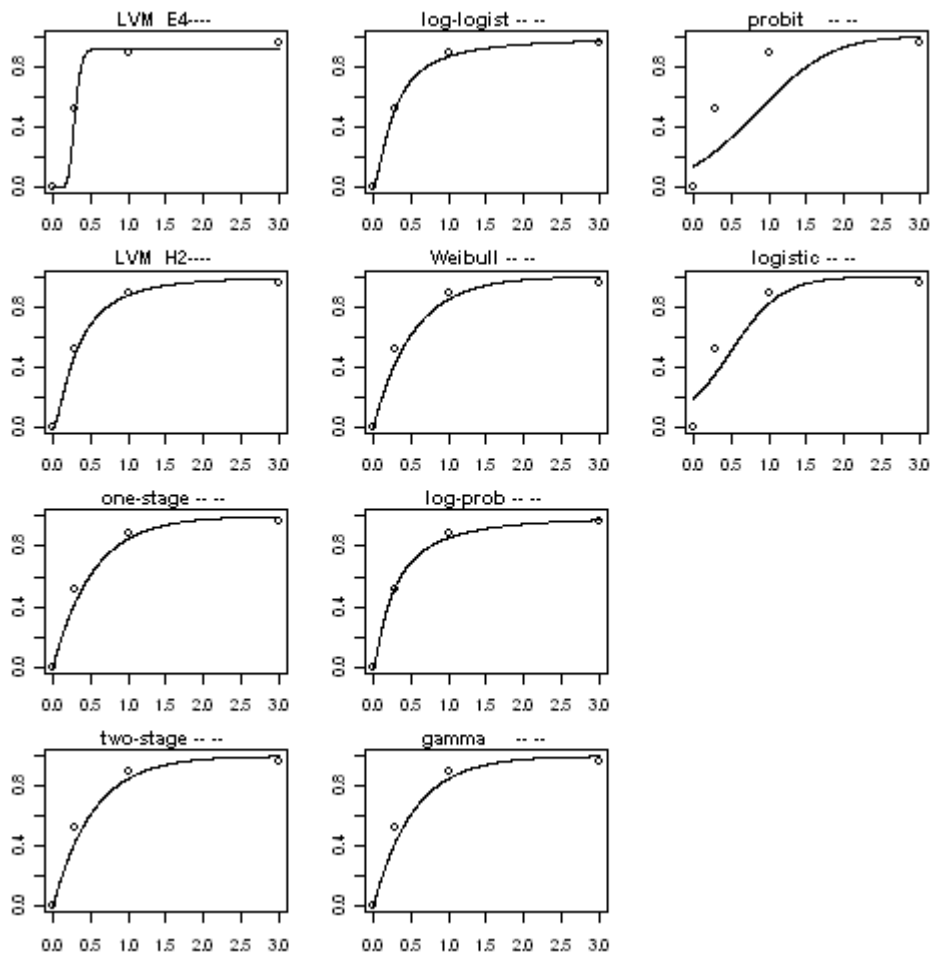 LVM E4---- log-logist -- -- probit -- --
0.0 0.4 0.8 0.0 0.4 0.8 0.0 0.4 0.8
0.0 0.5 1.0 1.5 2.0 2.5 3.0 0.0 0.5 1.0 1.5 2.0 2.5 3.0 0.0 0.5 1.0 1.5 2.0 2.5 3.0
LVM H2---- Weibull -- -- logistic -- --
0.0 0.4 0.8 0.0 0.4 0.8 0.0 0.4 0.8
0.0 0.5 1.0 1.5 2.0 2.5 3.0 0.0 0.5 1.0 1.5 2.0 2.5 3.0 0.0 0.5 1.0 1.5 2.0 2.5 3.0
one-stage -- -- log-prob -- --
0.0 0.4 0.8 0.0 0.4 0.8
0.0 0.5 1.0 1.5 2.0 2.5 3.0 0.0 0.5 1.0 1.5 2.0 2.5 3.0
two-stage -- -- gamma -- --
0.0 0.4 0.8 0.0 0.4 0.8
0.0 0.5 1.0 1.5 2.0 2.5 3.0 0.0 0.5 1.0 1.5 2.0 2.5 3.0